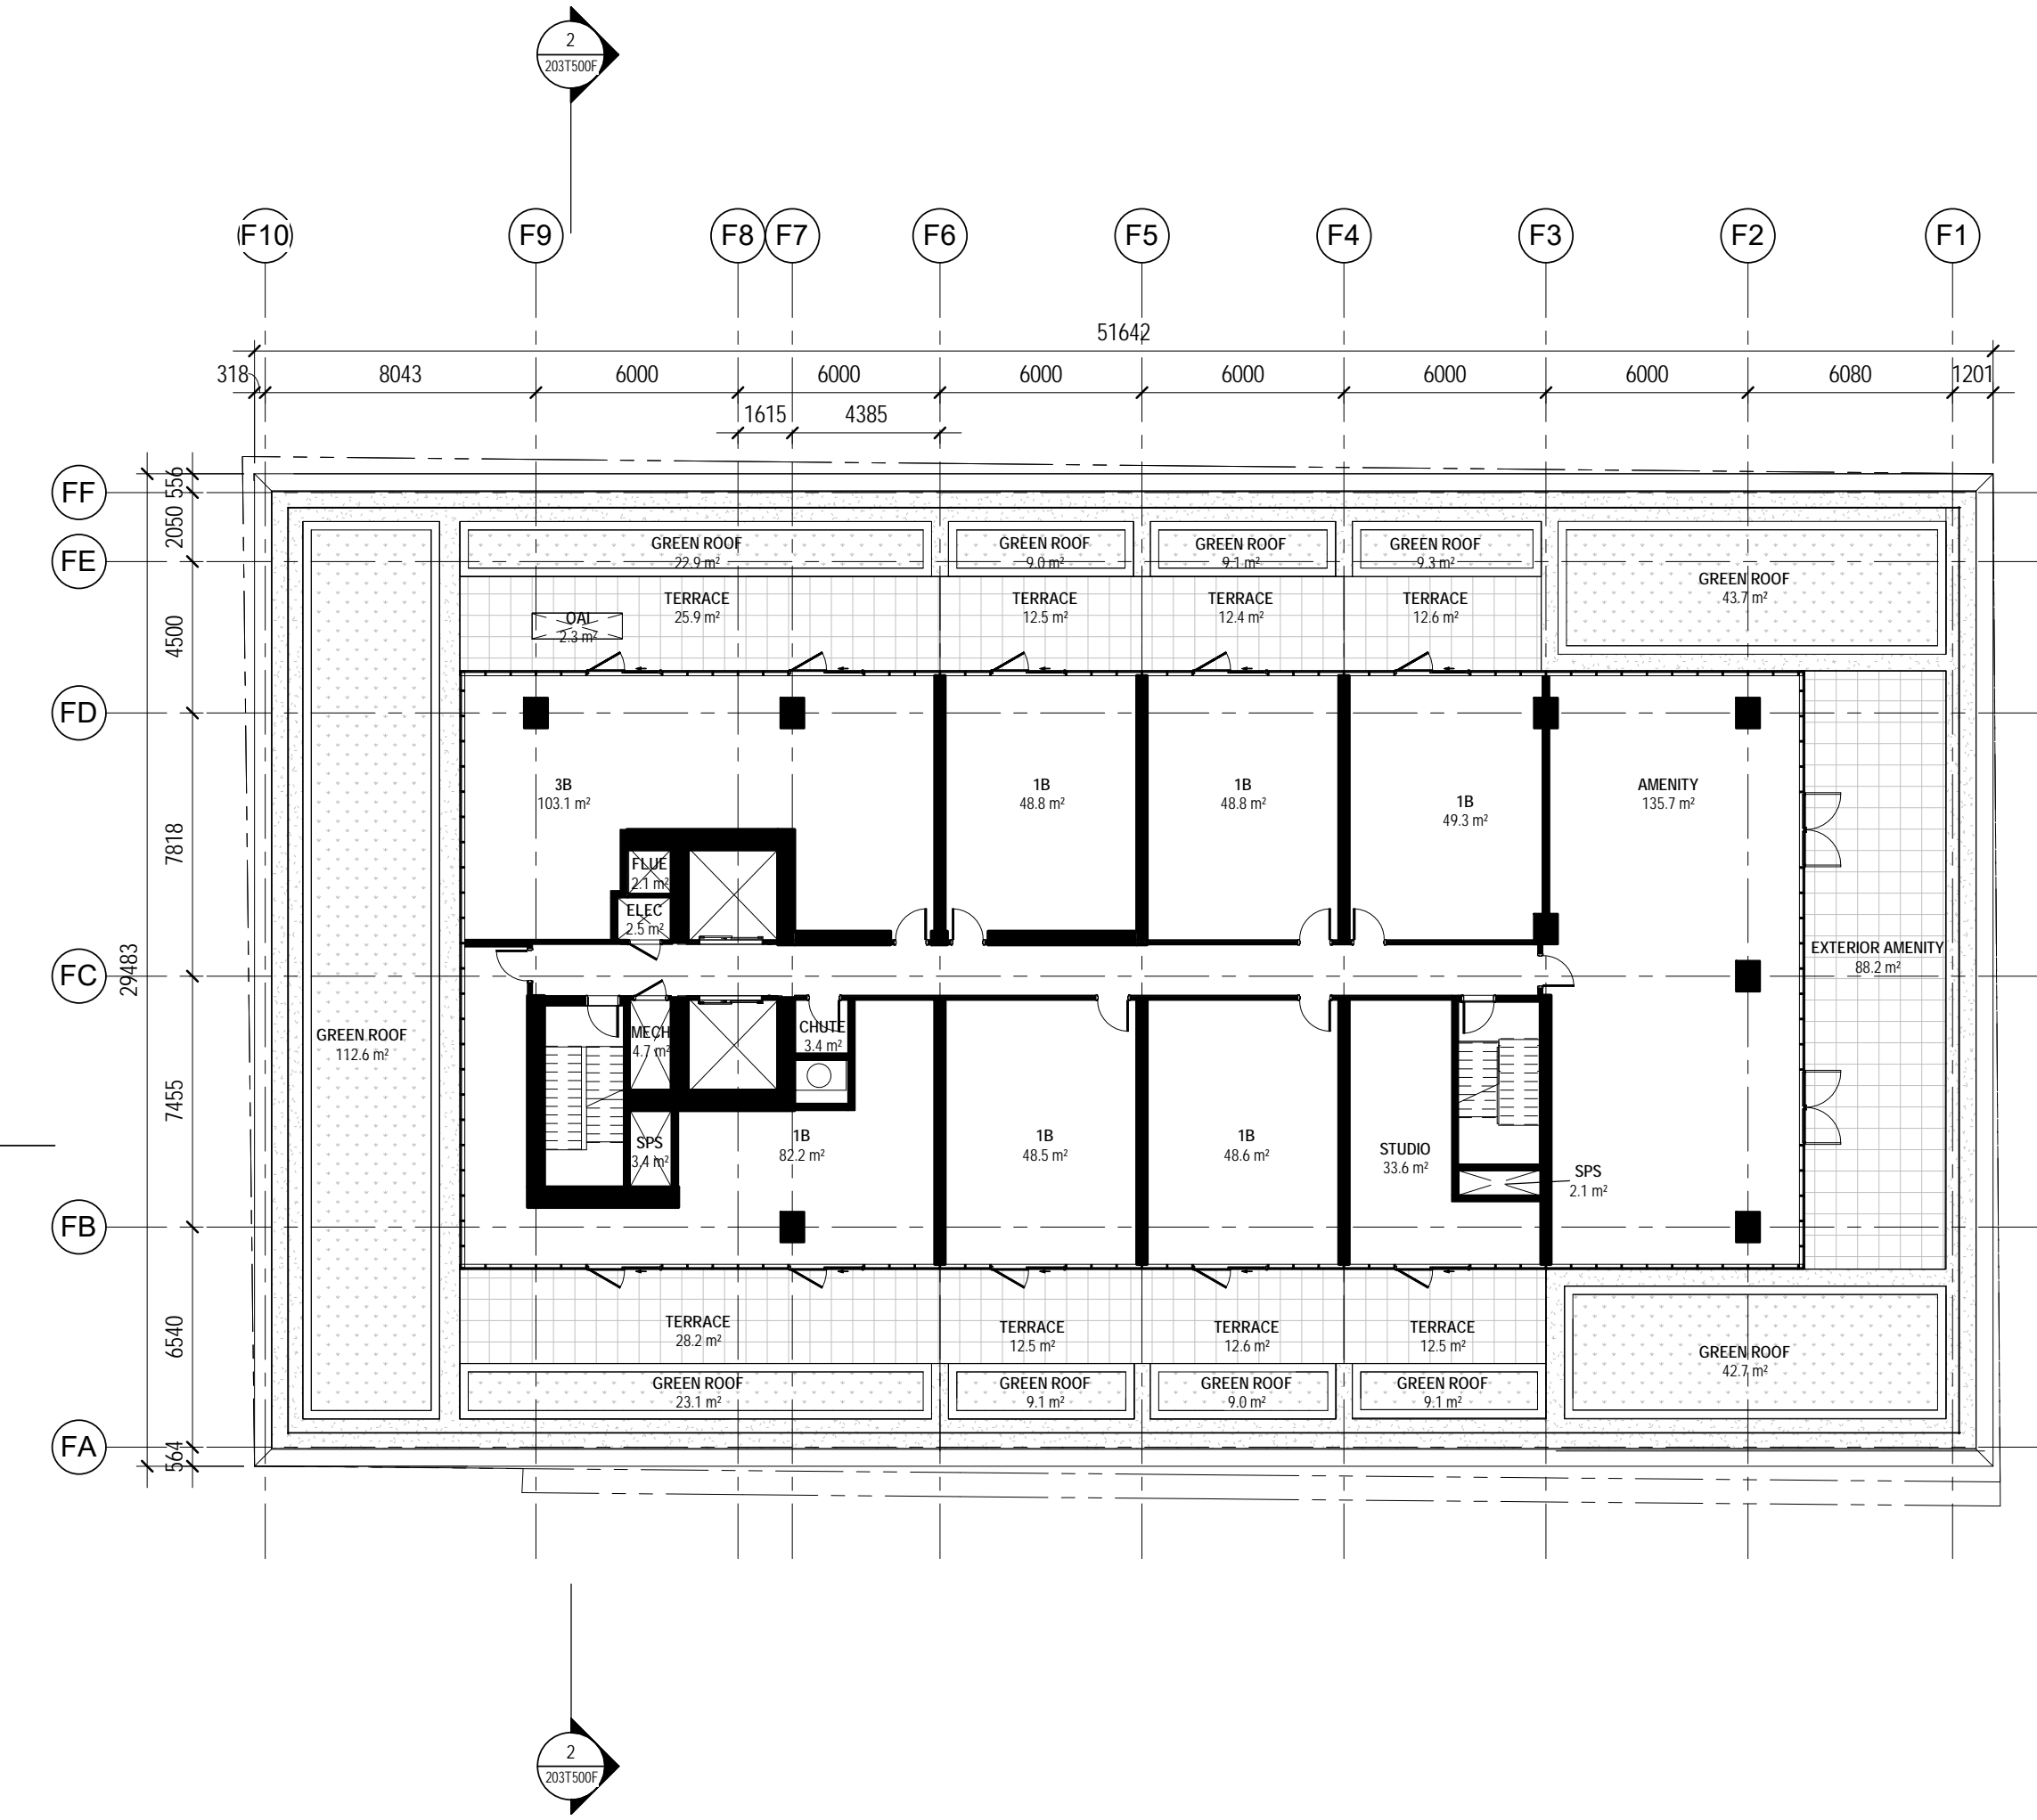 2
203T500F
F10
F9
F8
F7
F6
F5
F4
F3
F2
F1
51642
318
8043
6000
6000
6000
6000
6000
6000
6080
1201
1615
4385
FF
FE
FD
FC
FB
FA
556
2050
4500
7818
29483
7455
6540
564
GREEN ROOF
22.9 m²
GREEN ROOF
9.0 m²
GREEN ROOF
9.1 m²
GREEN ROOF
9.3 m²
GREEN ROOF
43.7 m²
TERRACE
25.9 m²
OAI
2.3 m²
TERRACE
12.5 m²
TERRACE
12.4 m²
TERRACE
12.6 m²
3B
103.1 m²
1B
48.8 m²
1B
48.8 m²
1B
49.3 m²
AMENITY
135.7 m²
FLUE
2.1 m²
ELEC
2.5 m²
EXTERIOR AMENITY
88.2 m²
GREEN ROOF
112.6 m²
MECH
4.7 m²
CHUTE
3.4 m²
SPS
3.4 m²
1B
82.2 m²
1B
48.5 m²
1B
48.6 m²
STUDIO
33.6 m²
SPS
2.1 m²
TERRACE
28.2 m²
TERRACE
12.5 m²
TERRACE
12.6 m²
TERRACE
12.5 m²
GREEN ROOF
23.1 m²
GREEN ROOF
9.1 m²
GREEN ROOF
9.0 m²
GREEN ROOF
9.1 m²
GREEN ROOF
42.7 m²
2
203T500F